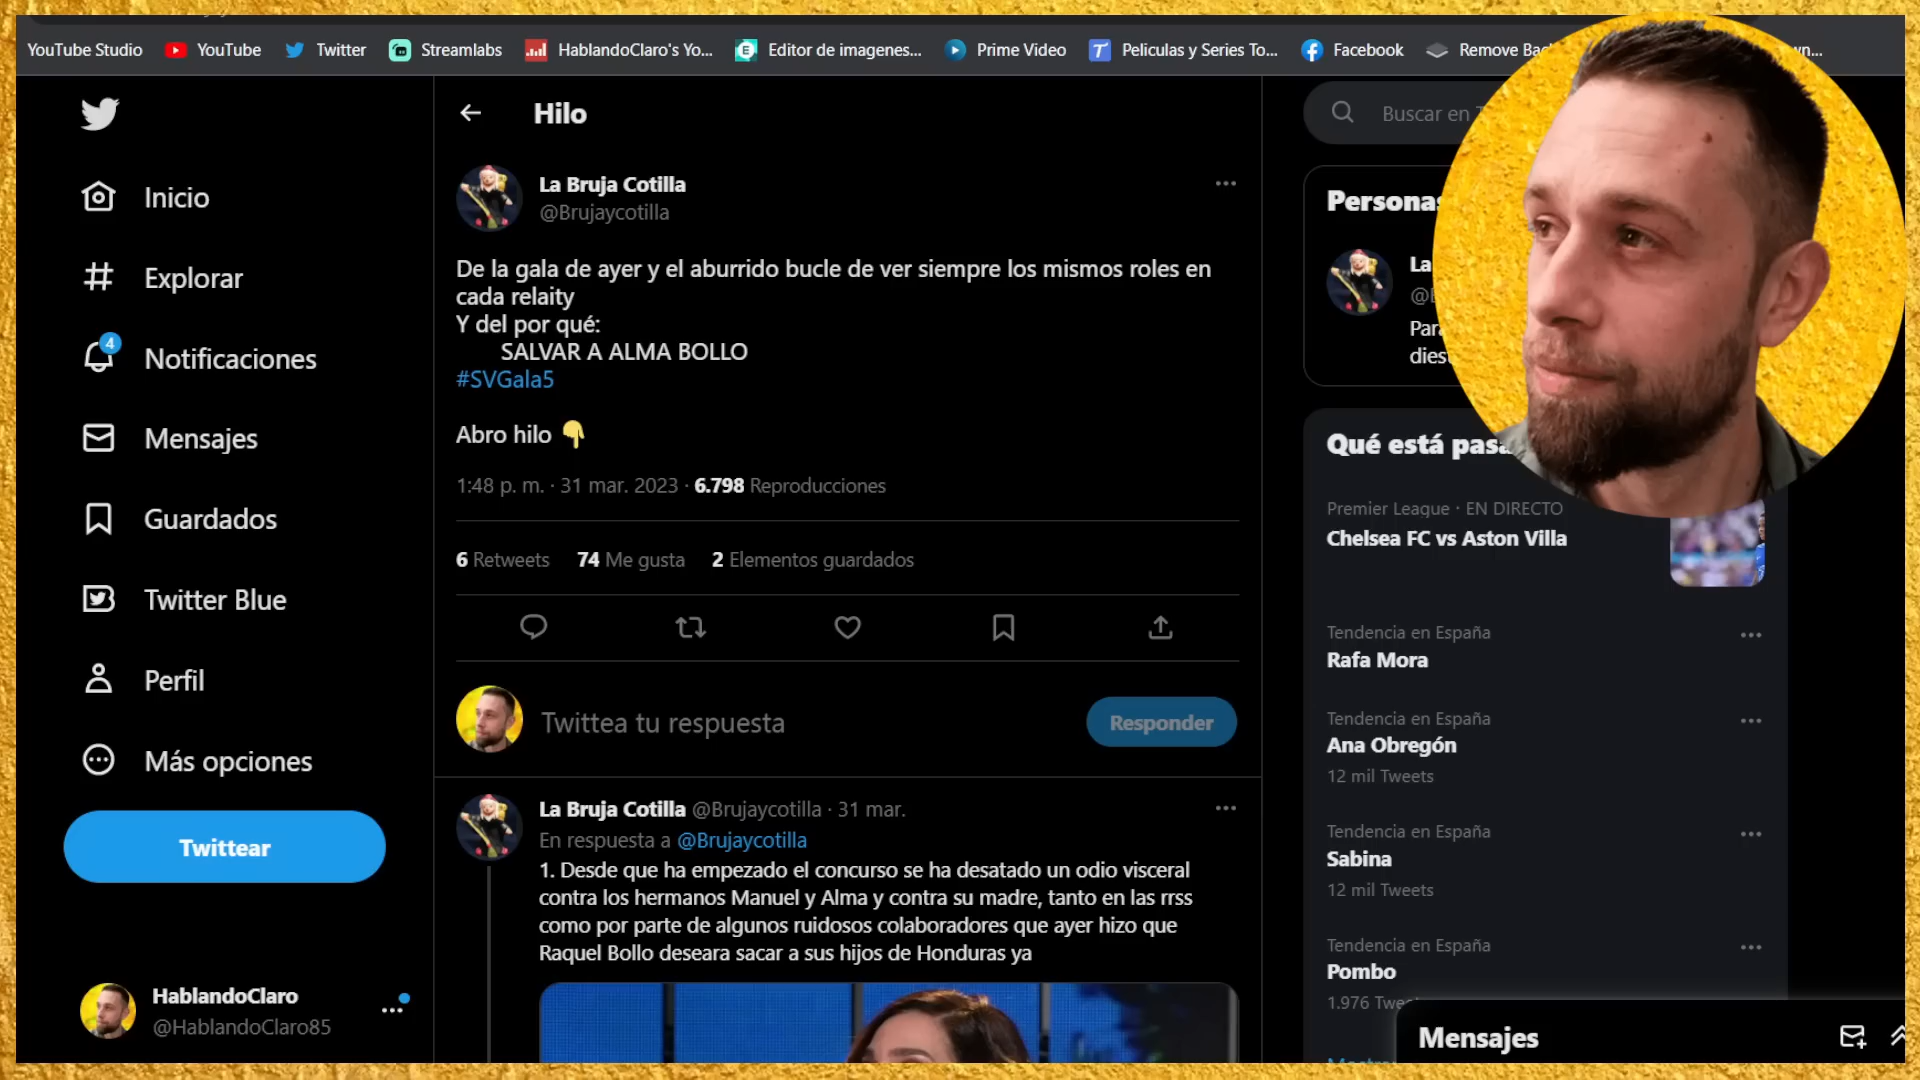 YouTube Studio
YouTube
Twitter
Streamlabs
HablandoClaro's Yo...
Editor de imagenes...
Prime Video
Peliculas y Series To...
Facebook
Remove
Inicio
Explorar
4
Notificaciones
Mensajes
Guardados
Twitter Blue
Perfil
Más opciones
Twittear
HablandoClaro
@HablandoClaro85
Hilo
La Bruja Cotilla
@Brujaycotilla
De la gala de ayer y el aburrido bucle de ver siempre los mismos roles en
cada relaity
Y del por qué:
SALVAR A ALMA BOLLO
#SVGala5
Abro hilo 👇
1:48 p. m. · 31 mar. 2023 · 6.798 Reproducciones
6 Retweets 74 Me gusta 2 Elementos guardados
Twittea tu respuesta
Responder
La Bruja Cotilla @Brujaycotilla · 31 mar.
En respuesta a @Brujaycotilla
1. Desde que ha empezado el concurso se ha desatado un odio visceral
contra los hermanos Manuel y Alma y contra su madre, tanto en las rrss
como por parte de algunos ruidosos colaboradores que ayer hizo que
Raquel Bollo deseara sacar a sus hijos de Honduras ya
Buscar en
Personas
La
Qué está
Premier League · EN DIRECTO
Chelsea FC vs Aston Villa
Tendencia en España
Rafa Mora
Tendencia en España
Ana Obregón
12 mil Tweets
Tendencia en España
Sabina
12 mil Tweets
Tendencia en España
Pombo
1.976
Mensajes